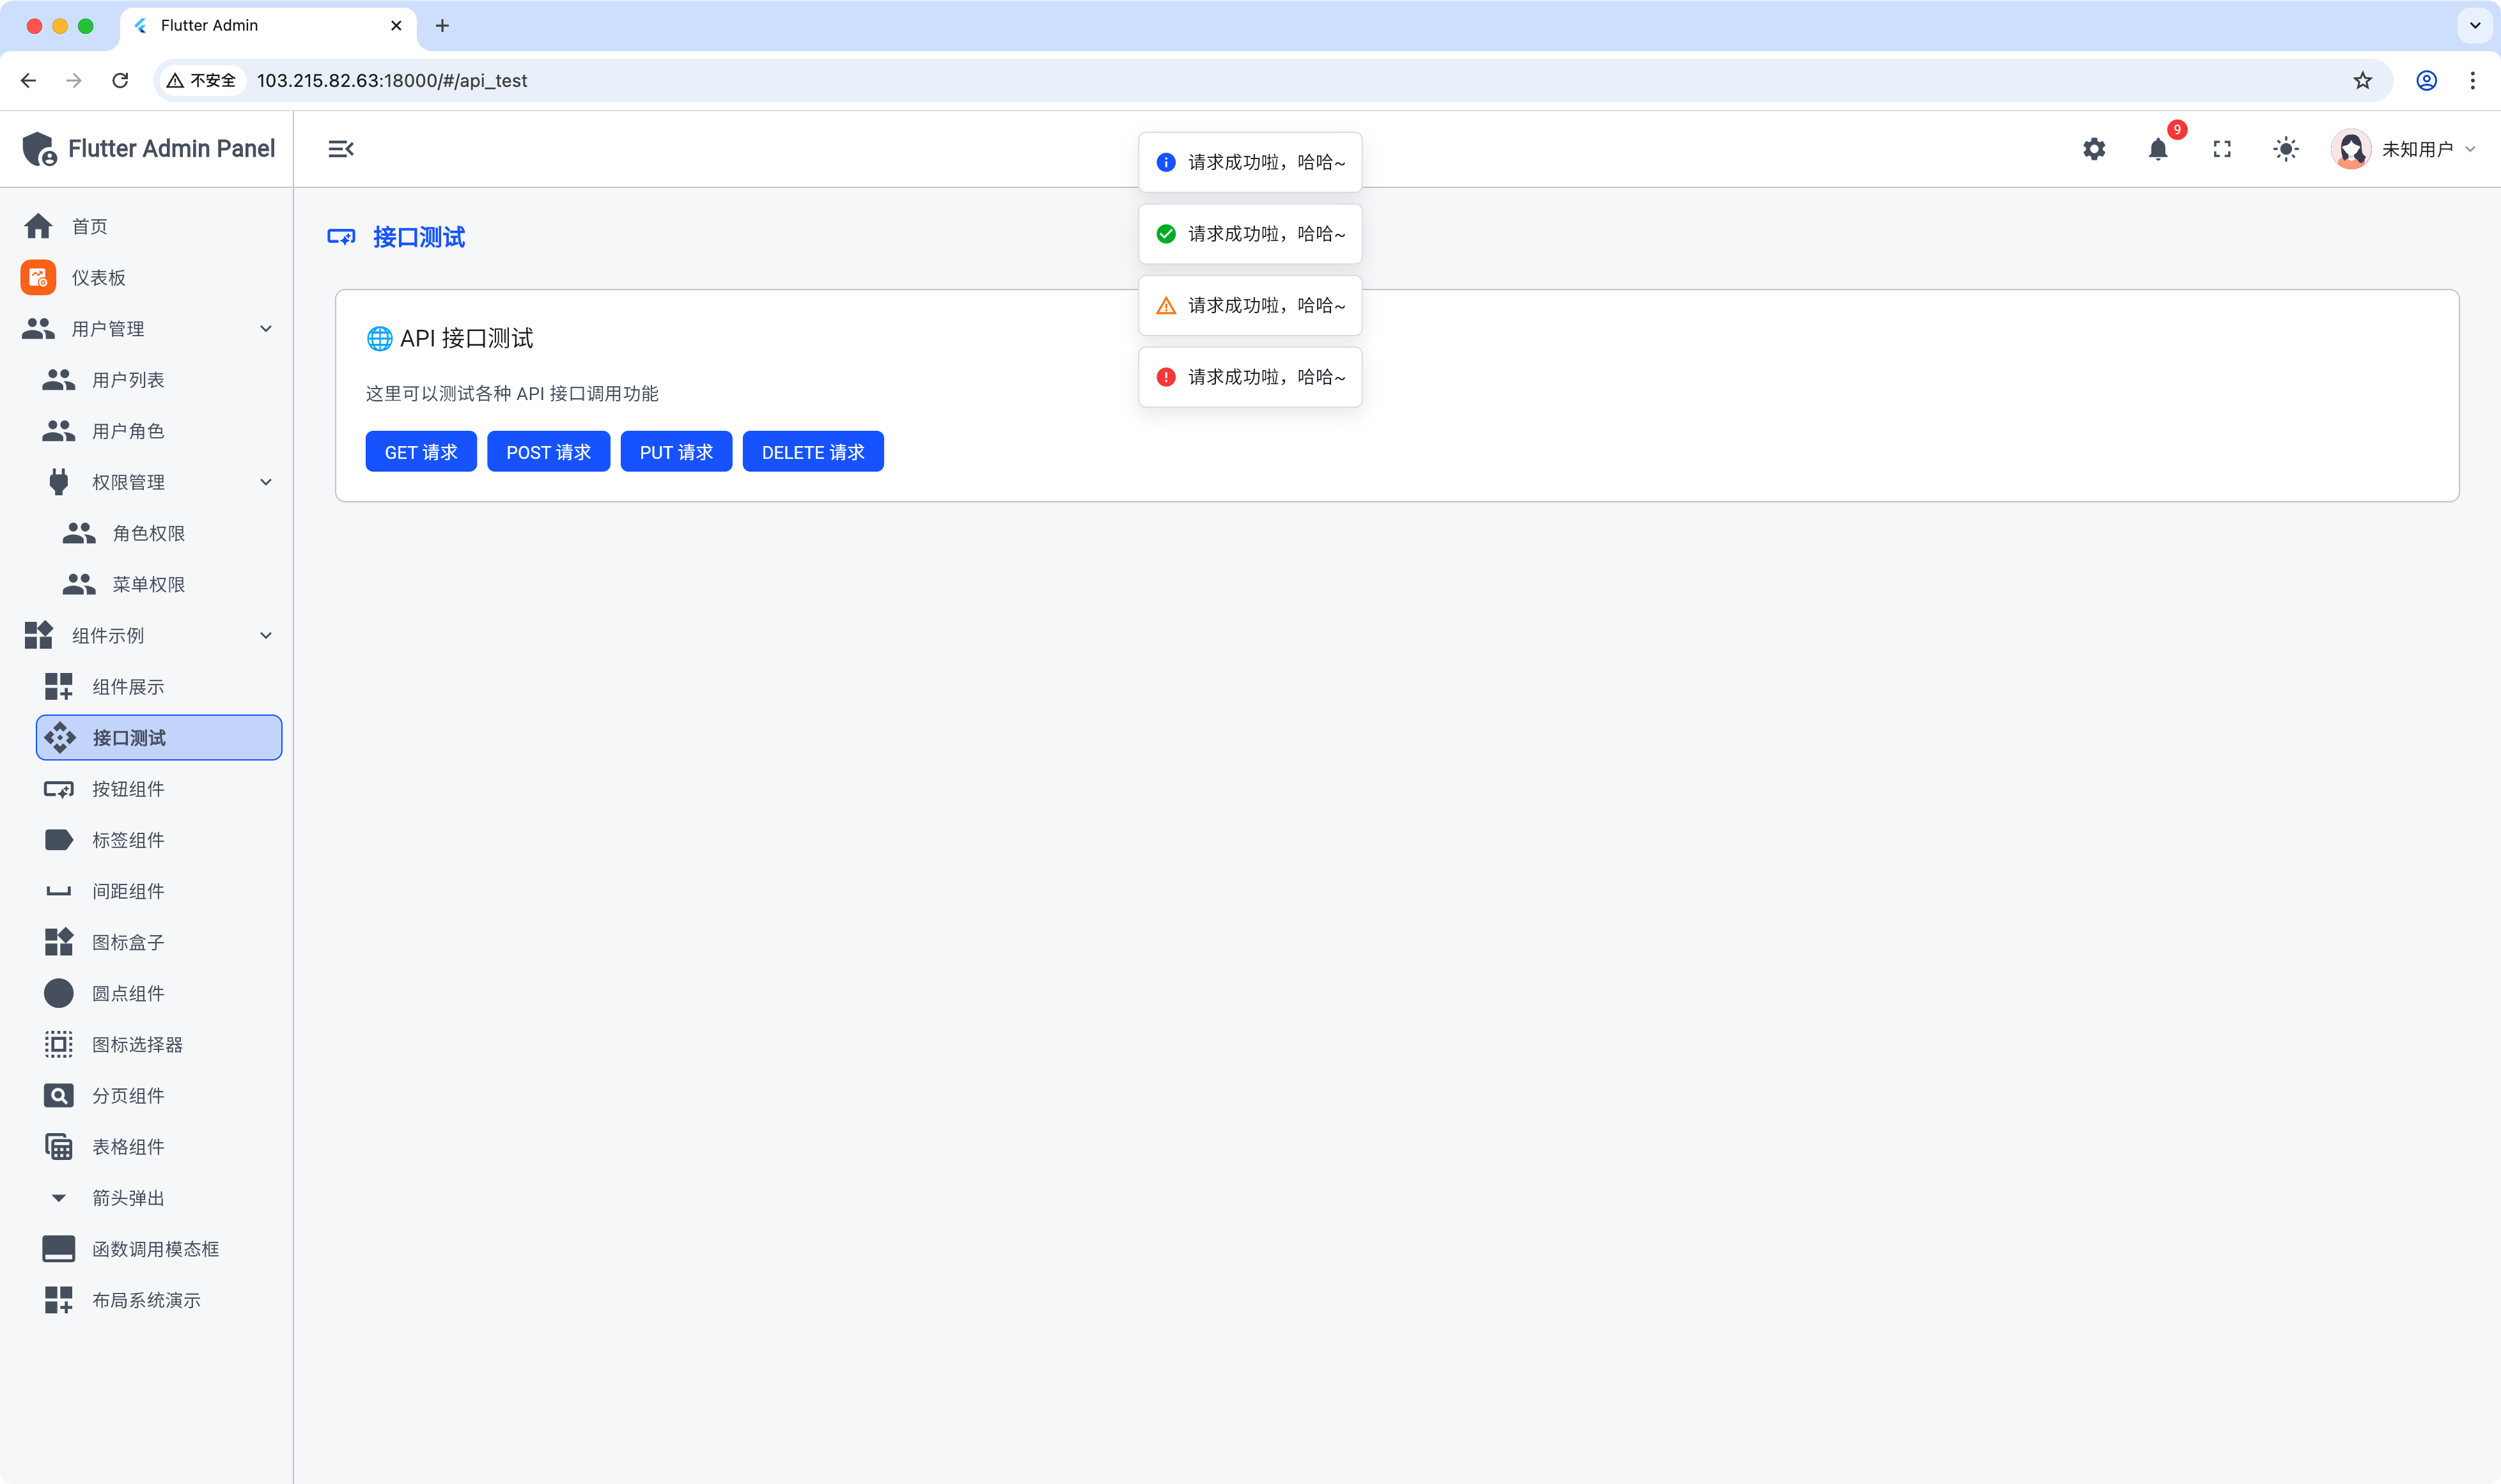 Flutter Admin
不安全
103.215.82.63:18000/#/api_test
Flutter Admin Panel
9
未知用户
首页
仪表板
用户管理
用户列表
用户角色
权限管理
角色权限
菜单权限
组件示例
组件展示
接口测试
按钮组件
标签组件
间距组件
图标盒子
圆点组件
图标选择器
分页组件
表格组件
箭头弹出
函数调用模态框
布局系统演示
请求成功啦，哈哈~
请求成功啦，哈哈~
请求成功啦，哈哈~
请求成功啦，哈哈~
接口测试
🌐 API 接口测试
这里可以测试各种 API 接口调用功能
GET 请求
POST 请求
PUT 请求
DELETE 请求